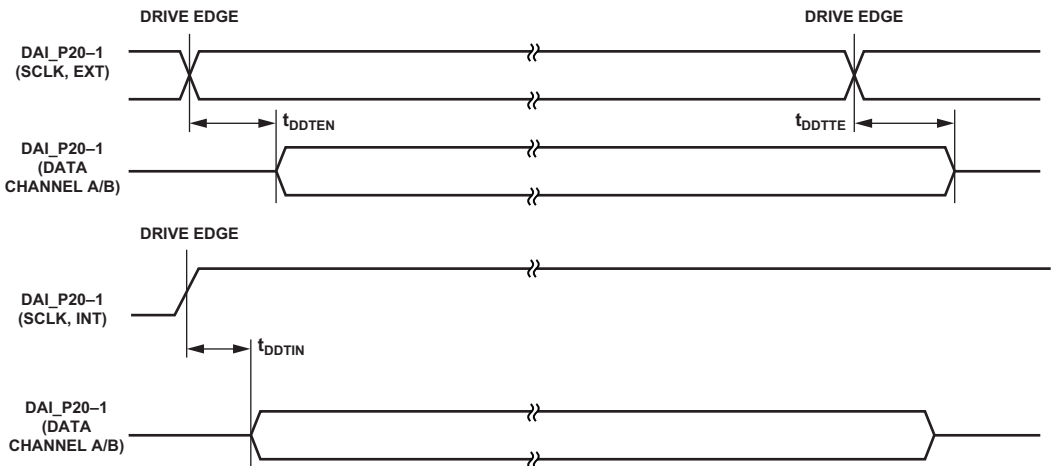 DRIVE EDGE
DRIVE EDGE
DAI_P20–1
(SCLK, EXT)
tDDTEN
tDDTTE
DAI_P20–1
(DATA
CHANNEL A/B)
DRIVE EDGE
DAI_P20–1
(SCLK, INT)
tDDTIN
DAI_P20–1
(DATA
CHANNEL A/B)